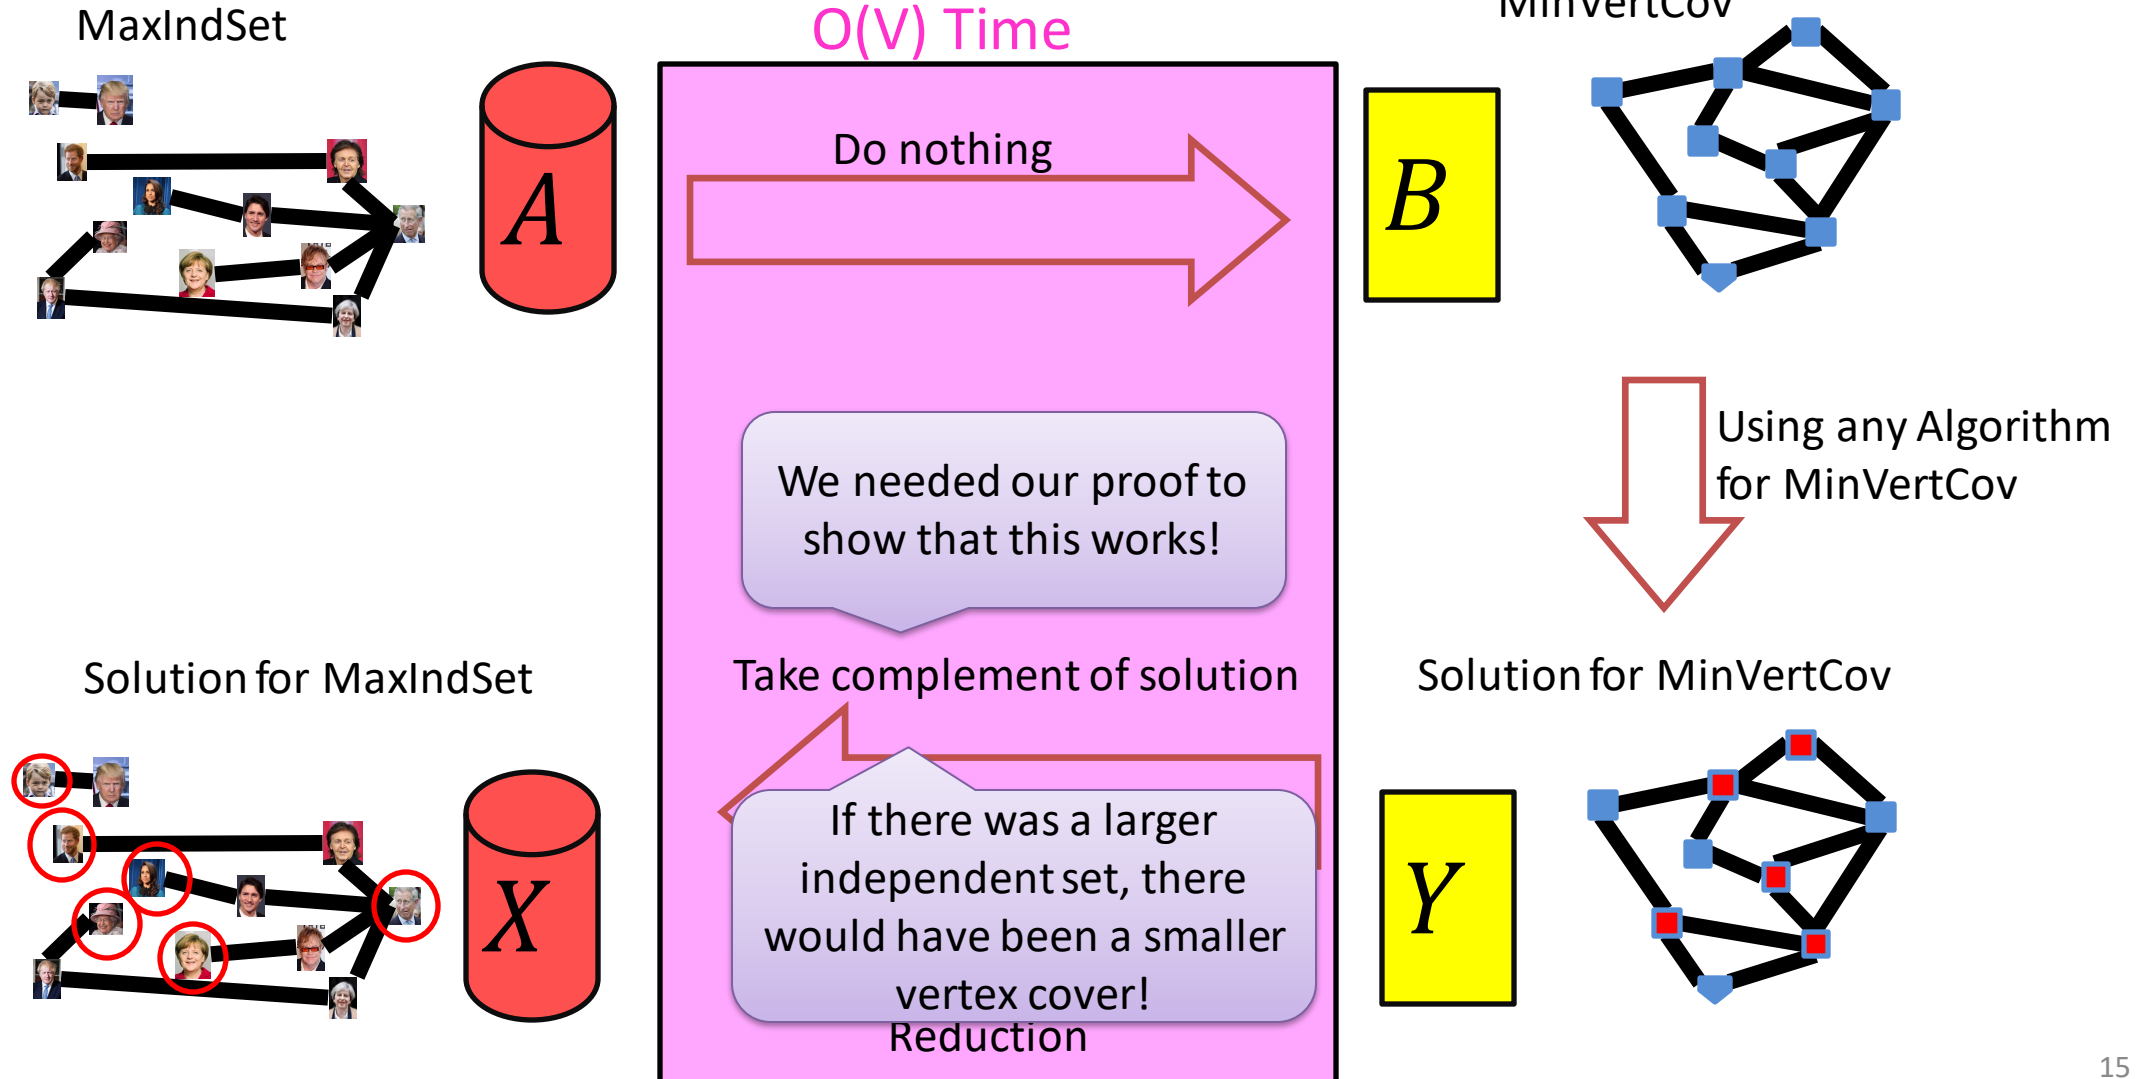 MaxIndSet
O(V) Time
MinVertCov
Do nothing
A
B
Using any Algorithm
for MinVertCov
We needed our proof to
show that this works!
Solution for MaxIndSet
Take complement of solution
Solution for MinVertCov
If there was a larger
independent set, there
would have been a smaller
vertex cover!
X
Y
Reduction
15